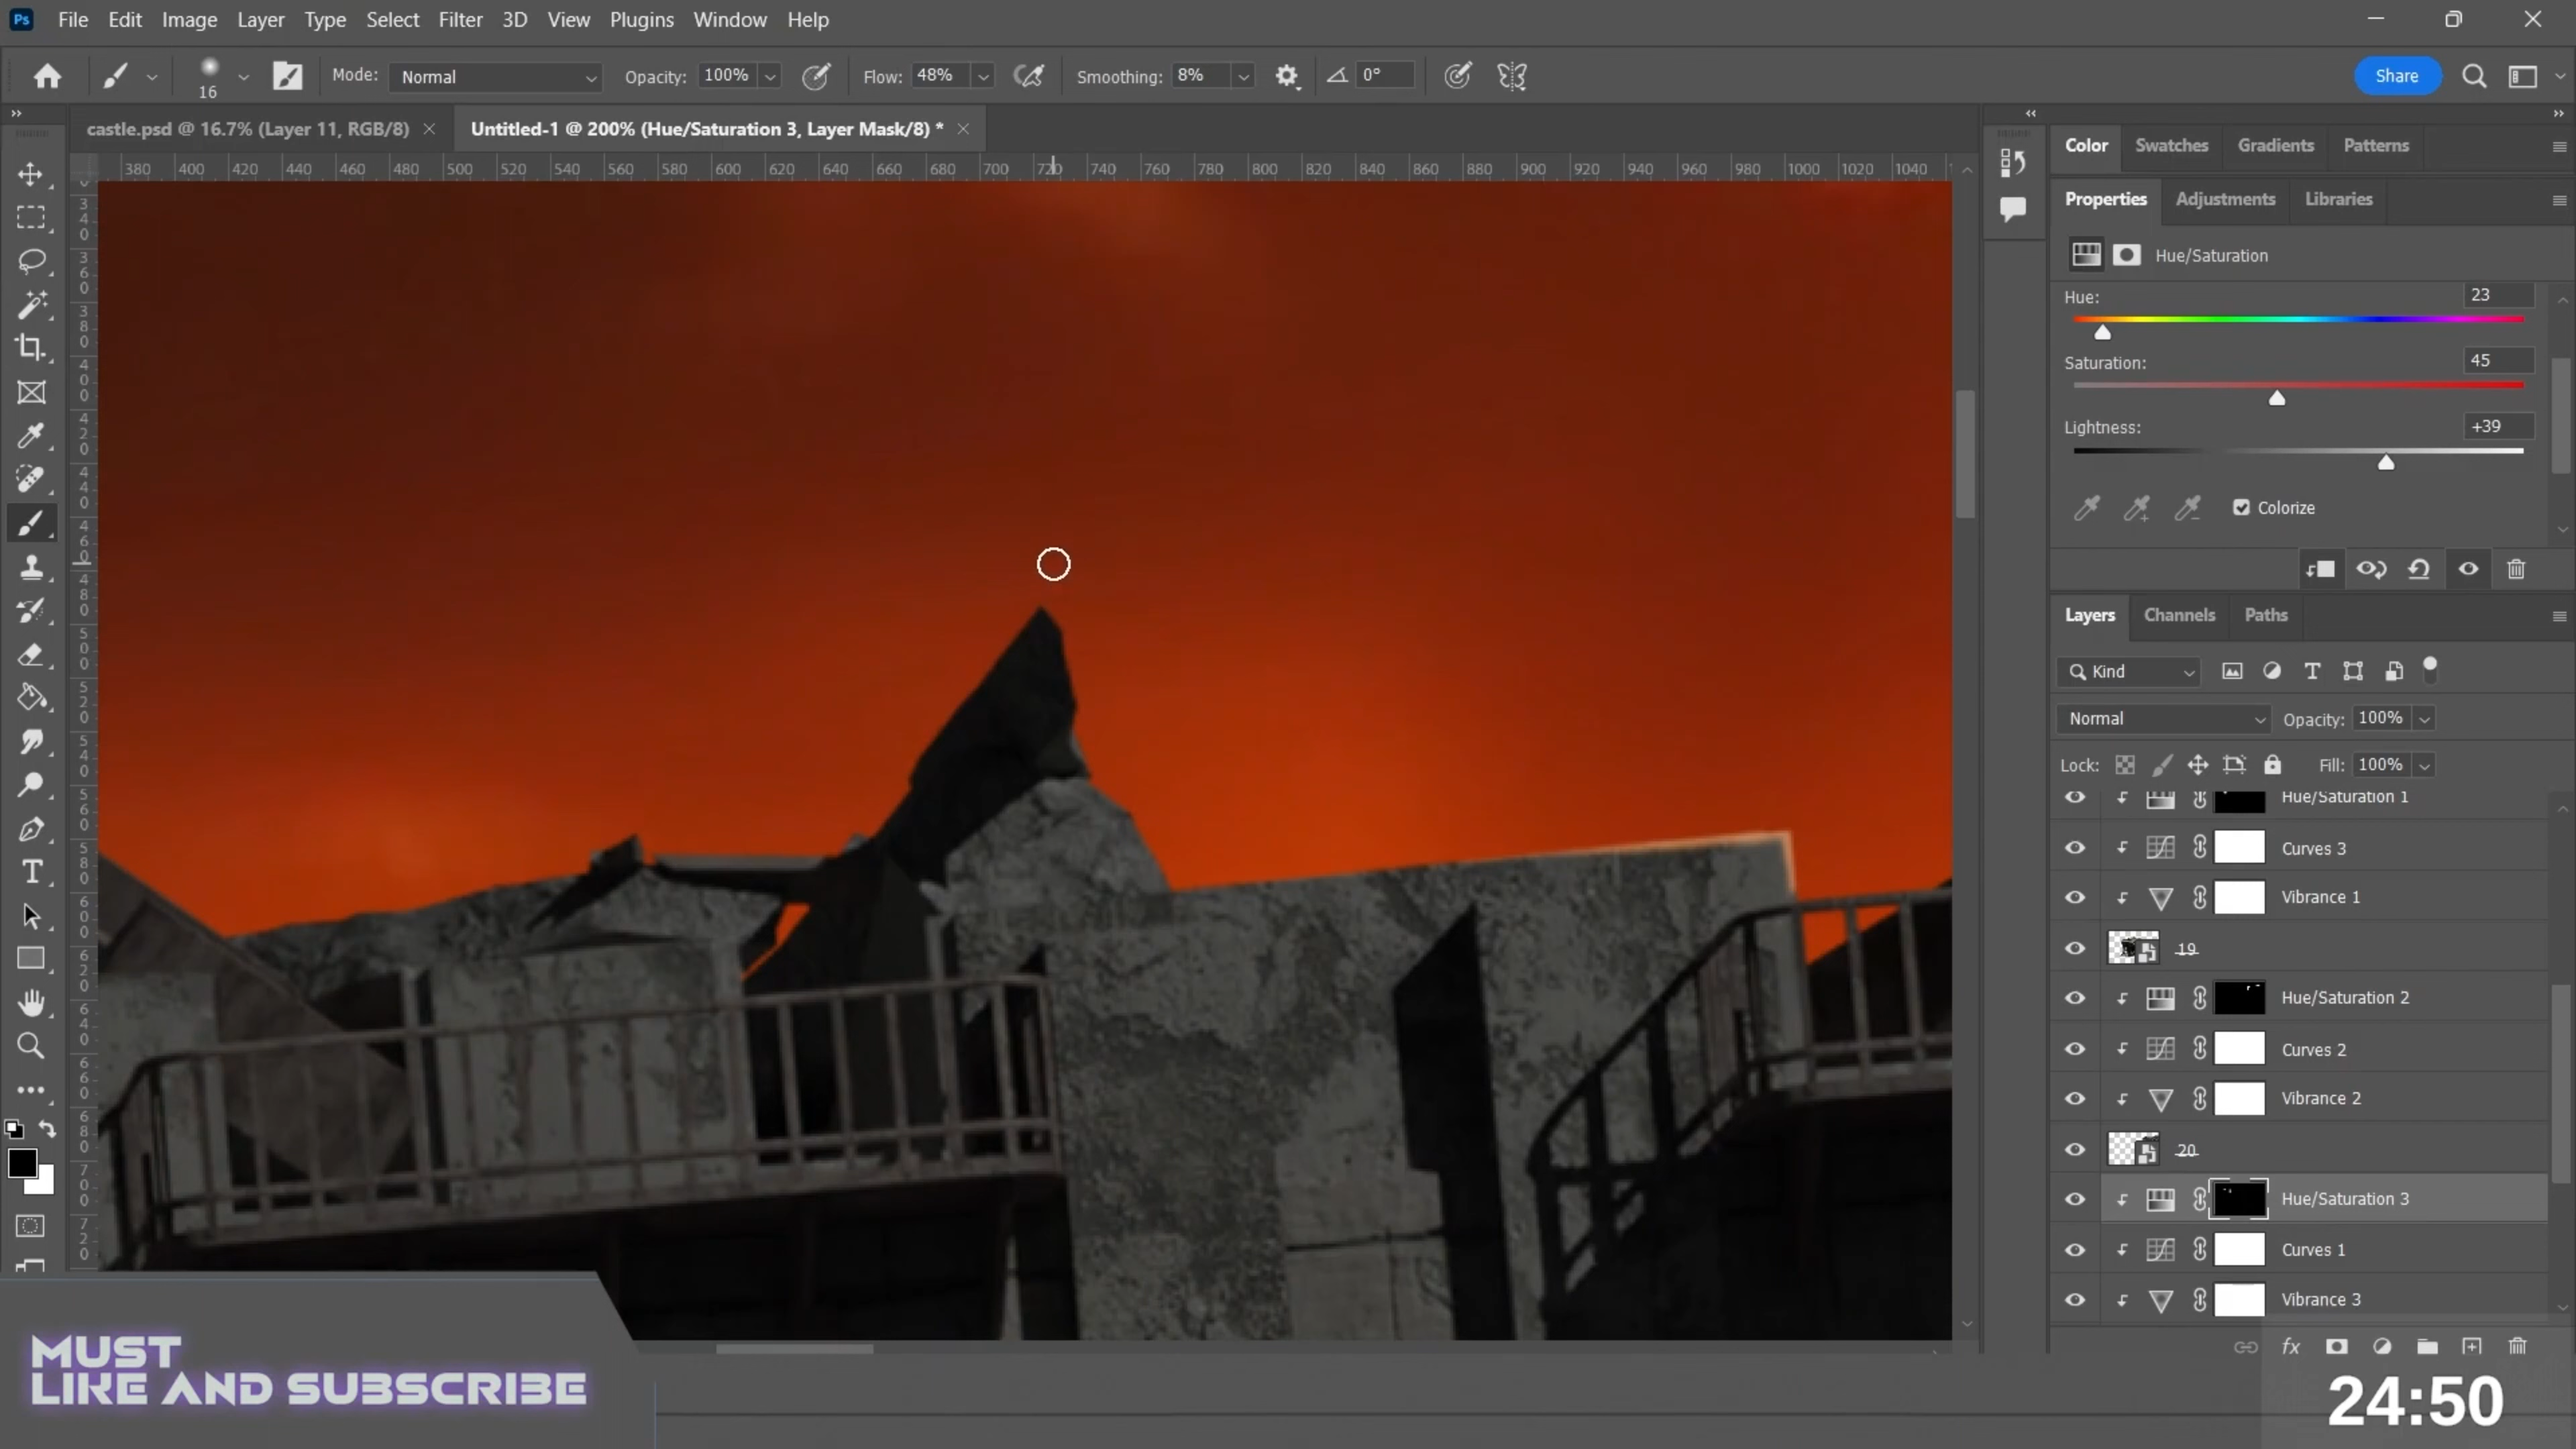 Ps File Edit Image Layer Select Filter 3D View Plugins Window Help
16 Mode: Normal Opacity: 100% Flow: 48% Smoothing: 8% 0° Share
castle.psd @ 16.7% (Layer 11, RGB/8) Untitled-1 @ 200% (Hue/Saturation 3, Layer Mask/8) *
380 400 420 440 460 480 500 520 540 560 580 600 620 640 660 680 700 720 740 760 780 800 820 840 860 880 900 920 940 960 980 1000 1020 1040
Color Swatches Gradients Patterns
Properties Adjustments Libraries
Hue/Saturation
Hue: 23
Saturation: 45
Lightness: +39
Colorize
Layers Channels Paths
Kind
Normal Opacity: 100%
Lock: Fill: 100%
Hue/Saturation 1
Curves 3
Vibrance 1
19
Hue/Saturation 2
Curves 2
Vibrance 2
20
Hue/Saturation 3
Curves 1
Vibrance 3
fx
MUST
LIKE AND SUBSCRIBE
24:50